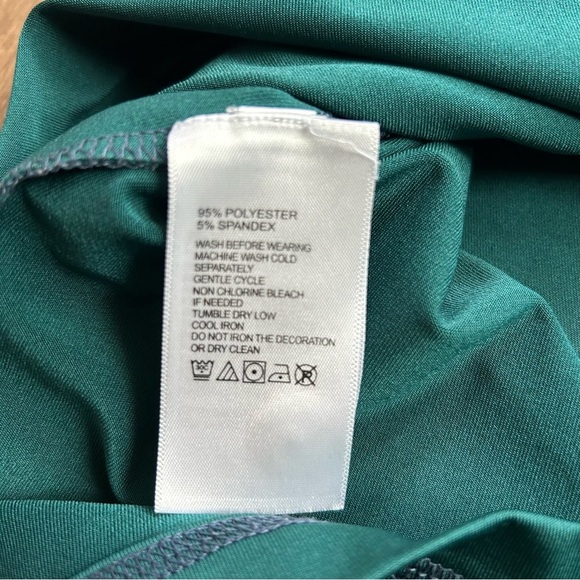 95% POLYESTER
5% SPANDEX
WASH BEFORE WEARING
MACHINE WASH COLD
SEPARATELY
GENTLE CYCLE
NON CHLORINE BLEACH
IF NEEDED
TUMBLE DRY LOW
COOL IRON
DO NOT IRON THE DECORATION
OR DRY CLEAN
30C